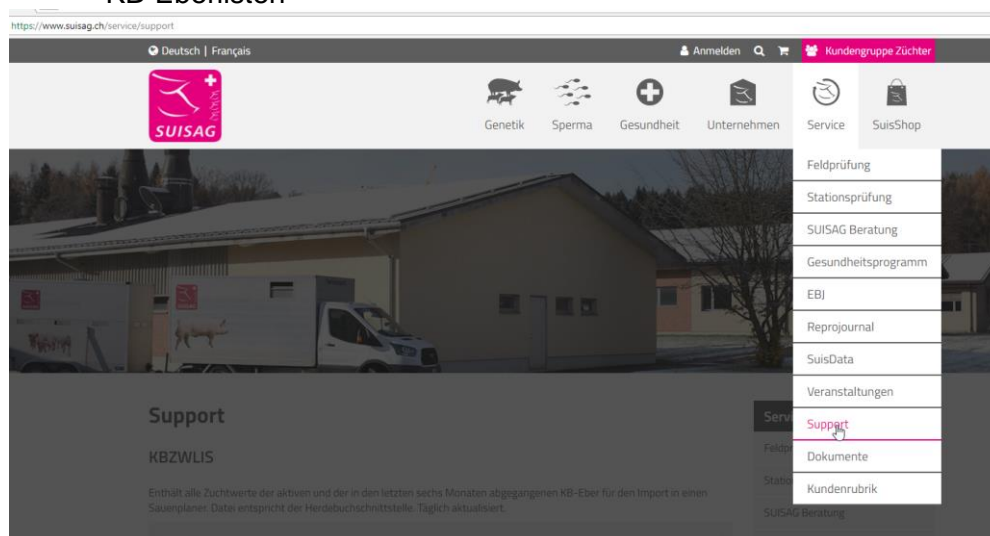 https://www.suisag.ch/service/support
Deutsch | Français
Anmelden
Kundengruppe Züchter
SUISAG
Genetik
Sperma
Gesundheit
Unternehmen
Service
SuisShop
Feldprüfung
Stationsprüfung
SUISAG Beratung
Gesundheitsprogramm
EBJ
Reprojournal
SuisData
Veranstaltungen
Support
Dokumente
Kundenrubrik
Support
KBZWLIS
Enthält alle Zuchtwerte der aktiven und der in den letzten sechs Monaten abgegangenen KB-Eber für den Import in einen
Sauenplaner. Datei entspricht der Herdebuchschnittstelle. Täglich aktualisiert.
SUISAG Beratung